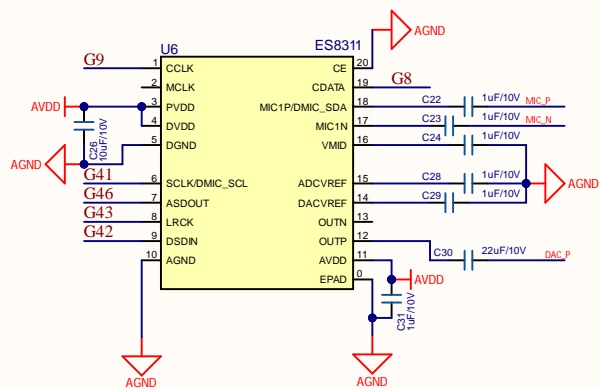 U6
ES8311
AGND
G9
1 CCLK
CE 20
2 MCLK
CDATA 19
G8
AVDD
3 PVDD
MIC1P/DMIC_SDA 18
C22
1uF/10V
MIC_P
4 DVDD
MIC1N 17
C23
1uF/10V
MIC_N
C26
10uF/10V
5 DGND
VMID 16
C24
1uF/10V
AGND
G41
6 SCLK/DMIC_SCL
ADCVREF 15
C28
1uF/10V
AGND
G46
7 ASDOUT
DACVREF 14
C29
1uF/10V
G43
8 LRCK
OUTN 13
G42
9 DSDIN
OUTP 12
C30
22uF/10V
DAC_P
10 AGND
AVDD 11
EPAD 0
AVDD
C31
1uF/10V
AGND
AGND